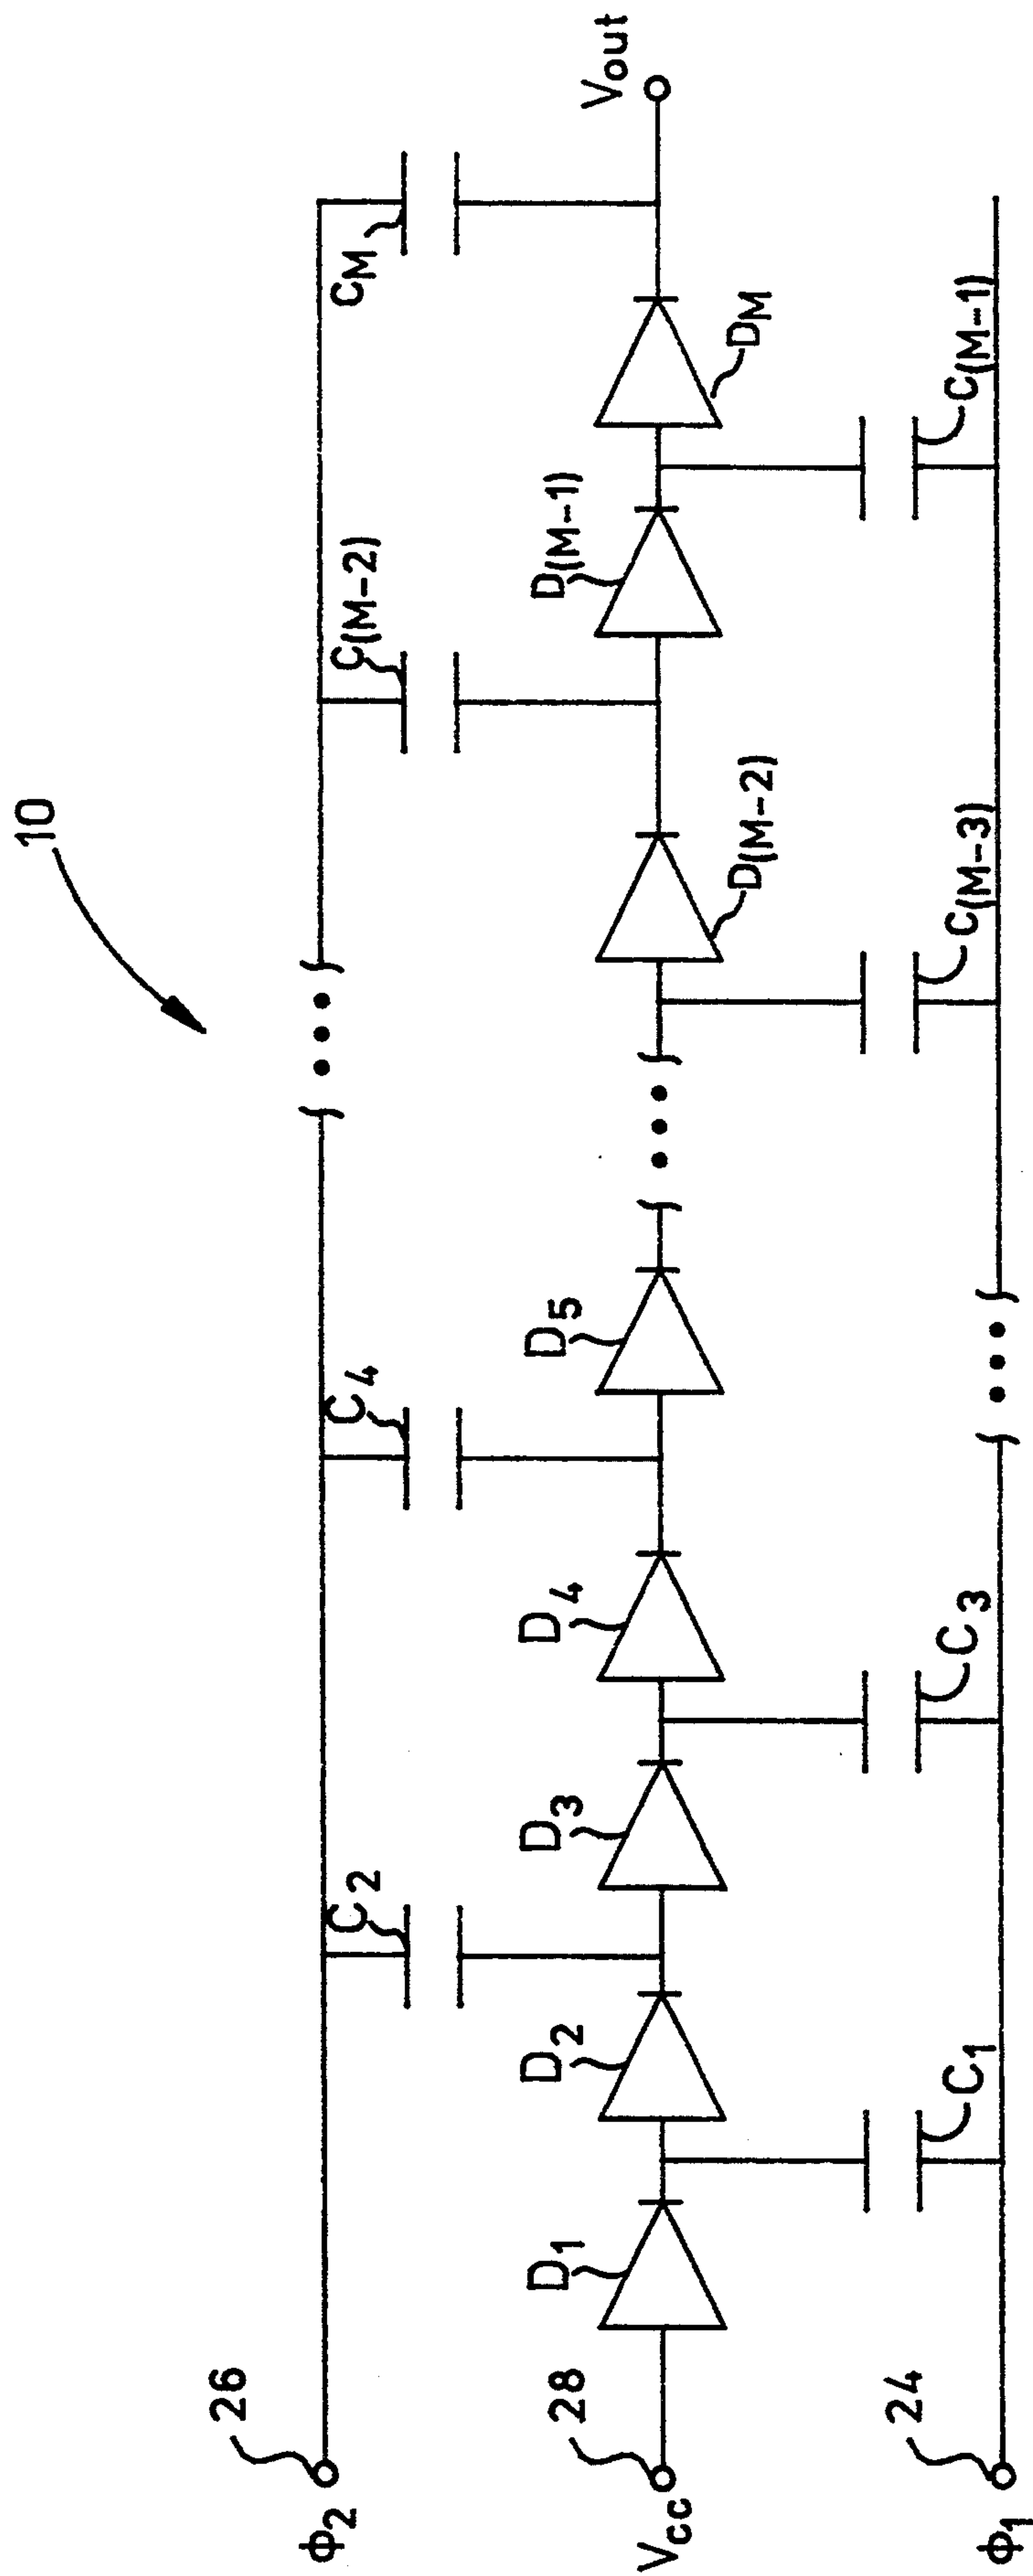 10
26
Φ2
C2
C4
C(M-2)
CM
28
Vcc
D1
D2
D3
D4
D5
D(M-2)
D(M-1)
DM
Vout
24
Φ1
C1
C3
C(M-3)
C(M-1)